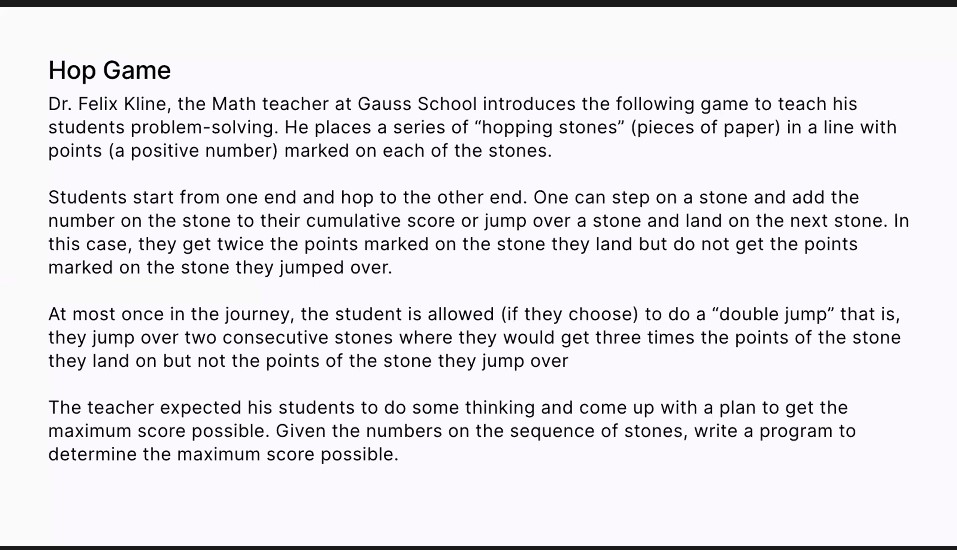 Hop Game
Dr. Felix Kline, the Math teacher at Gauss School introduces the following game to teach his
students problem-solving. He places a series of “hopping stones” (pieces of paper) in a line with
points (a positive number) marked on each of the stones.
Students start from one end and hop to the other end. One can step on a stone and add the
number on the stone to their cumulative score or jump over a stone and land on the next stone. In
this case, they get twice the points marked on the stone they land but do not get the points
marked on the stone they jumped over.
At most once in the journey, the student is allowed (if they choose) to do a “double jump” that is,
they jump over two consecutive stones where they would get three times the points of the stone
they land on but not the points of the stone they jump over
The teacher expected his students to do some thinking and come up with a plan to get the
maximum score possible. Given the numbers on the sequence of stones, write a program to
determine the maximum score possible.